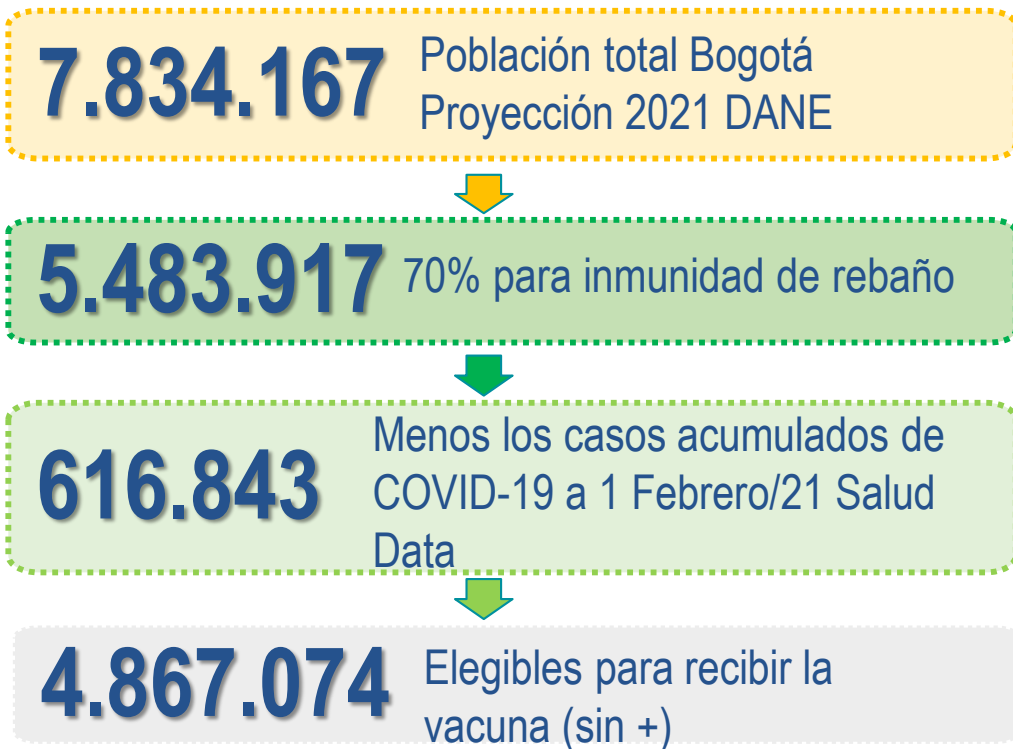 7.834.167
Población total Bogotá
Proyección 2021 DANE
5.483.917
70% para inmunidad de rebaño
616.843
Menos los casos acumulados de
COVID-19 a 1 Febrero/21 Salud
Data
4.867.074
Elegibles para recibir la
vacuna (sin +)